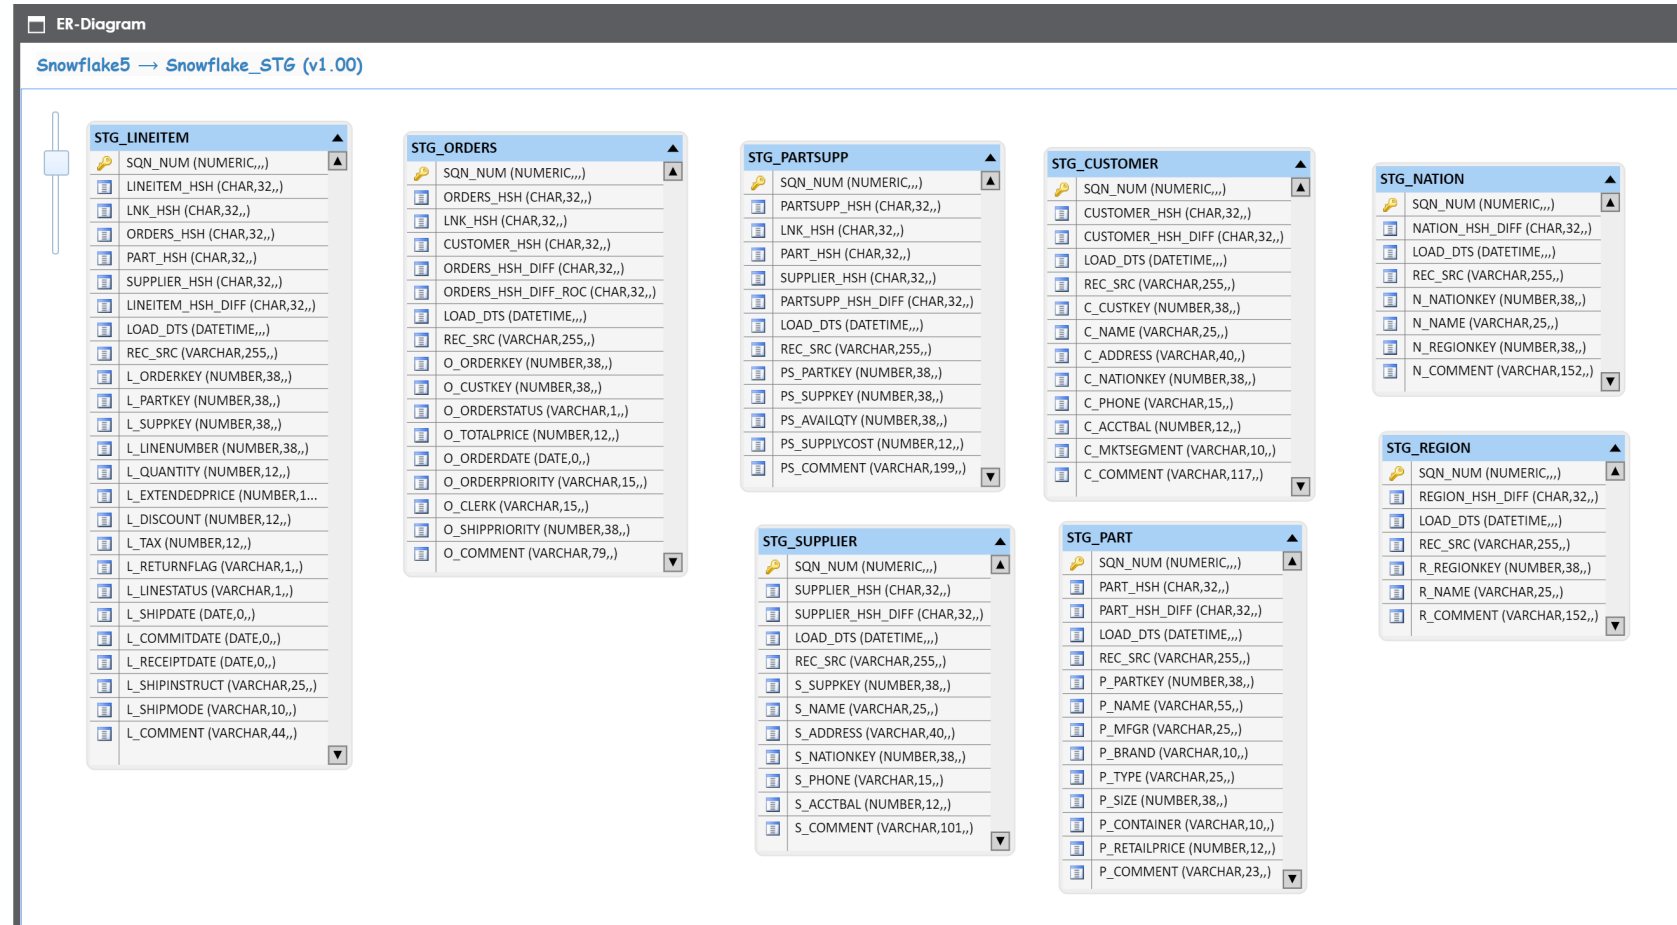 ER-Diagram
Snowflake5 → Snowflake_STG (v1.00)
STG_LINEITEM
SQN_NUM (NUMERIC,,,)
LINEITEM_HSH (CHAR,32,,)
LNK_HSH (CHAR,32,,)
ORDERS_HSH (CHAR,32,,)
PART_HSH (CHAR,32,,)
SUPPLIER_HSH (CHAR,32,,)
LINEITEM_HSH_DIFF (CHAR,32,,)
LOAD_DTS (DATETIME,,,)
REC_SRC (VARCHAR,255,,)
L_ORDERKEY (NUMBER,38,,)
L_PARTKEY (NUMBER,38,,)
L_SUPPKEY (NUMBER,38,,)
L_LINENUMBER (NUMBER,38,,)
L_QUANTITY (NUMBER,12,,)
L_EXTENDEDPRICE (NUMBER,1...
L_DISCOUNT (NUMBER,12,,)
L_TAX (NUMBER,12,,)
L_RETURNFLAG (VARCHAR,1,,)
L_LINESTATUS (VARCHAR,1,,)
L_SHIPDATE (DATE,0,,)
L_COMMITDATE (DATE,0,,)
L_RECEIPTDATE (DATE,0,,)
L_SHIPINSTRUCT (VARCHAR,25,,)
L_SHIPMODE (VARCHAR,10,,)
L_COMMENT (VARCHAR,44,,)
STG_ORDERS
SQN_NUM (NUMERIC,,,)
ORDERS_HSH (CHAR,32,,)
LNK_HSH (CHAR,32,,)
CUSTOMER_HSH (CHAR,32,,)
ORDERS_HSH_DIFF (CHAR,32,,)
ORDERS_HSH_DIFF_ROC (CHAR,32,,)
LOAD_DTS (DATETIME,,,)
REC_SRC (VARCHAR,255,,)
O_ORDERKEY (NUMBER,38,,)
O_CUSTKEY (NUMBER,38,,)
O_ORDERSTATUS (VARCHAR,1,,)
O_TOTALPRICE (NUMBER,12,,)
O_ORDERDATE (DATE,0,,)
O_ORDERPRIORITY (VARCHAR,15,,)
O_CLERK (VARCHAR,15,,)
O_SHIPPRIORITY (NUMBER,38,,)
O_COMMENT (VARCHAR,79,,)
STG_PARTSUPP
SQN_NUM (NUMERIC,,,)
PARTSUPP_HSH (CHAR,32,,)
LNK_HSH (CHAR,32,,)
PART_HSH (CHAR,32,,)
SUPPLIER_HSH (CHAR,32,,)
PARTSUPP_HSH_DIFF (CHAR,32,,)
LOAD_DTS (DATETIME,,,)
REC_SRC (VARCHAR,255,,)
PS_PARTKEY (NUMBER,38,,)
PS_SUPPKEY (NUMBER,38,,)
PS_AVAILQTY (NUMBER,38,,)
PS_SUPPLYCOST (NUMBER,12,,)
PS_COMMENT (VARCHAR,199,,)
STG_SUPPLIER
SQN_NUM (NUMERIC,,,)
SUPPLIER_HSH (CHAR,32,,)
SUPPLIER_HSH_DIFF (CHAR,32,,)
LOAD_DTS (DATETIME,,,)
REC_SRC (VARCHAR,255,,)
S_SUPPKEY (NUMBER,38,,)
S_NAME (VARCHAR,25,,)
S_ADDRESS (VARCHAR,40,,)
S_NATIONKEY (NUMBER,38,,)
S_PHONE (VARCHAR,15,,)
S_ACCTBAL (NUMBER,12,,)
S_COMMENT (VARCHAR,101,,)
STG_CUSTOMER
SQN_NUM (NUMERIC,,,)
CUSTOMER_HSH (CHAR,32,,)
CUSTOMER_HSH_DIFF (CHAR,32,,)
LOAD_DTS (DATETIME,,,)
REC_SRC (VARCHAR,255,,)
C_CUSTKEY (NUMBER,38,,)
C_NAME (VARCHAR,25,,)
C_ADDRESS (VARCHAR,40,,)
C_NATIONKEY (NUMBER,38,,)
C_PHONE (VARCHAR,15,,)
C_ACCTBAL (NUMBER,12,,)
C_MKTSEGMENT (VARCHAR,10,,)
C_COMMENT (VARCHAR,117,,)
STG_PART
SQN_NUM (NUMERIC,,,)
PART_HSH (CHAR,32,,)
PART_HSH_DIFF (CHAR,32,,)
LOAD_DTS (DATETIME,,,)
REC_SRC (VARCHAR,255,,)
P_PARTKEY (NUMBER,38,,)
P_NAME (VARCHAR,55,,)
P_MFGR (VARCHAR,25,,)
P_BRAND (VARCHAR,10,,)
P_TYPE (VARCHAR,25,,)
P_SIZE (NUMBER,38,,)
P_CONTAINER (VARCHAR,10,,)
P_RETAILPRICE (NUMBER,12,,)
P_COMMENT (VARCHAR,23,,)
STG_NATION
SQN_NUM (NUMERIC,,,)
NATION_HSH_DIFF (CHAR,32,,)
LOAD_DTS (DATETIME,,,)
REC_SRC (VARCHAR,255,,)
N_NATIONKEY (NUMBER,38,,)
N_NAME (VARCHAR,25,,)
N_REGIONKEY (NUMBER,38,,)
N_COMMENT (VARCHAR,152,,)
STG_REGION
SQN_NUM (NUMERIC,,,)
REGION_HSH_DIFF (CHAR,32,,)
LOAD_DTS (DATETIME,,,)
REC_SRC (VARCHAR,255,,)
R_REGIONKEY (NUMBER,38,,)
R_NAME (VARCHAR,25,,)
R_COMMENT (VARCHAR,152,,)